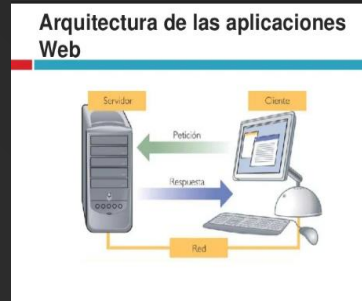 Arquitectura de las aplicaciones
Web
Servidor
Cliente
Petición
Respuesta
Red